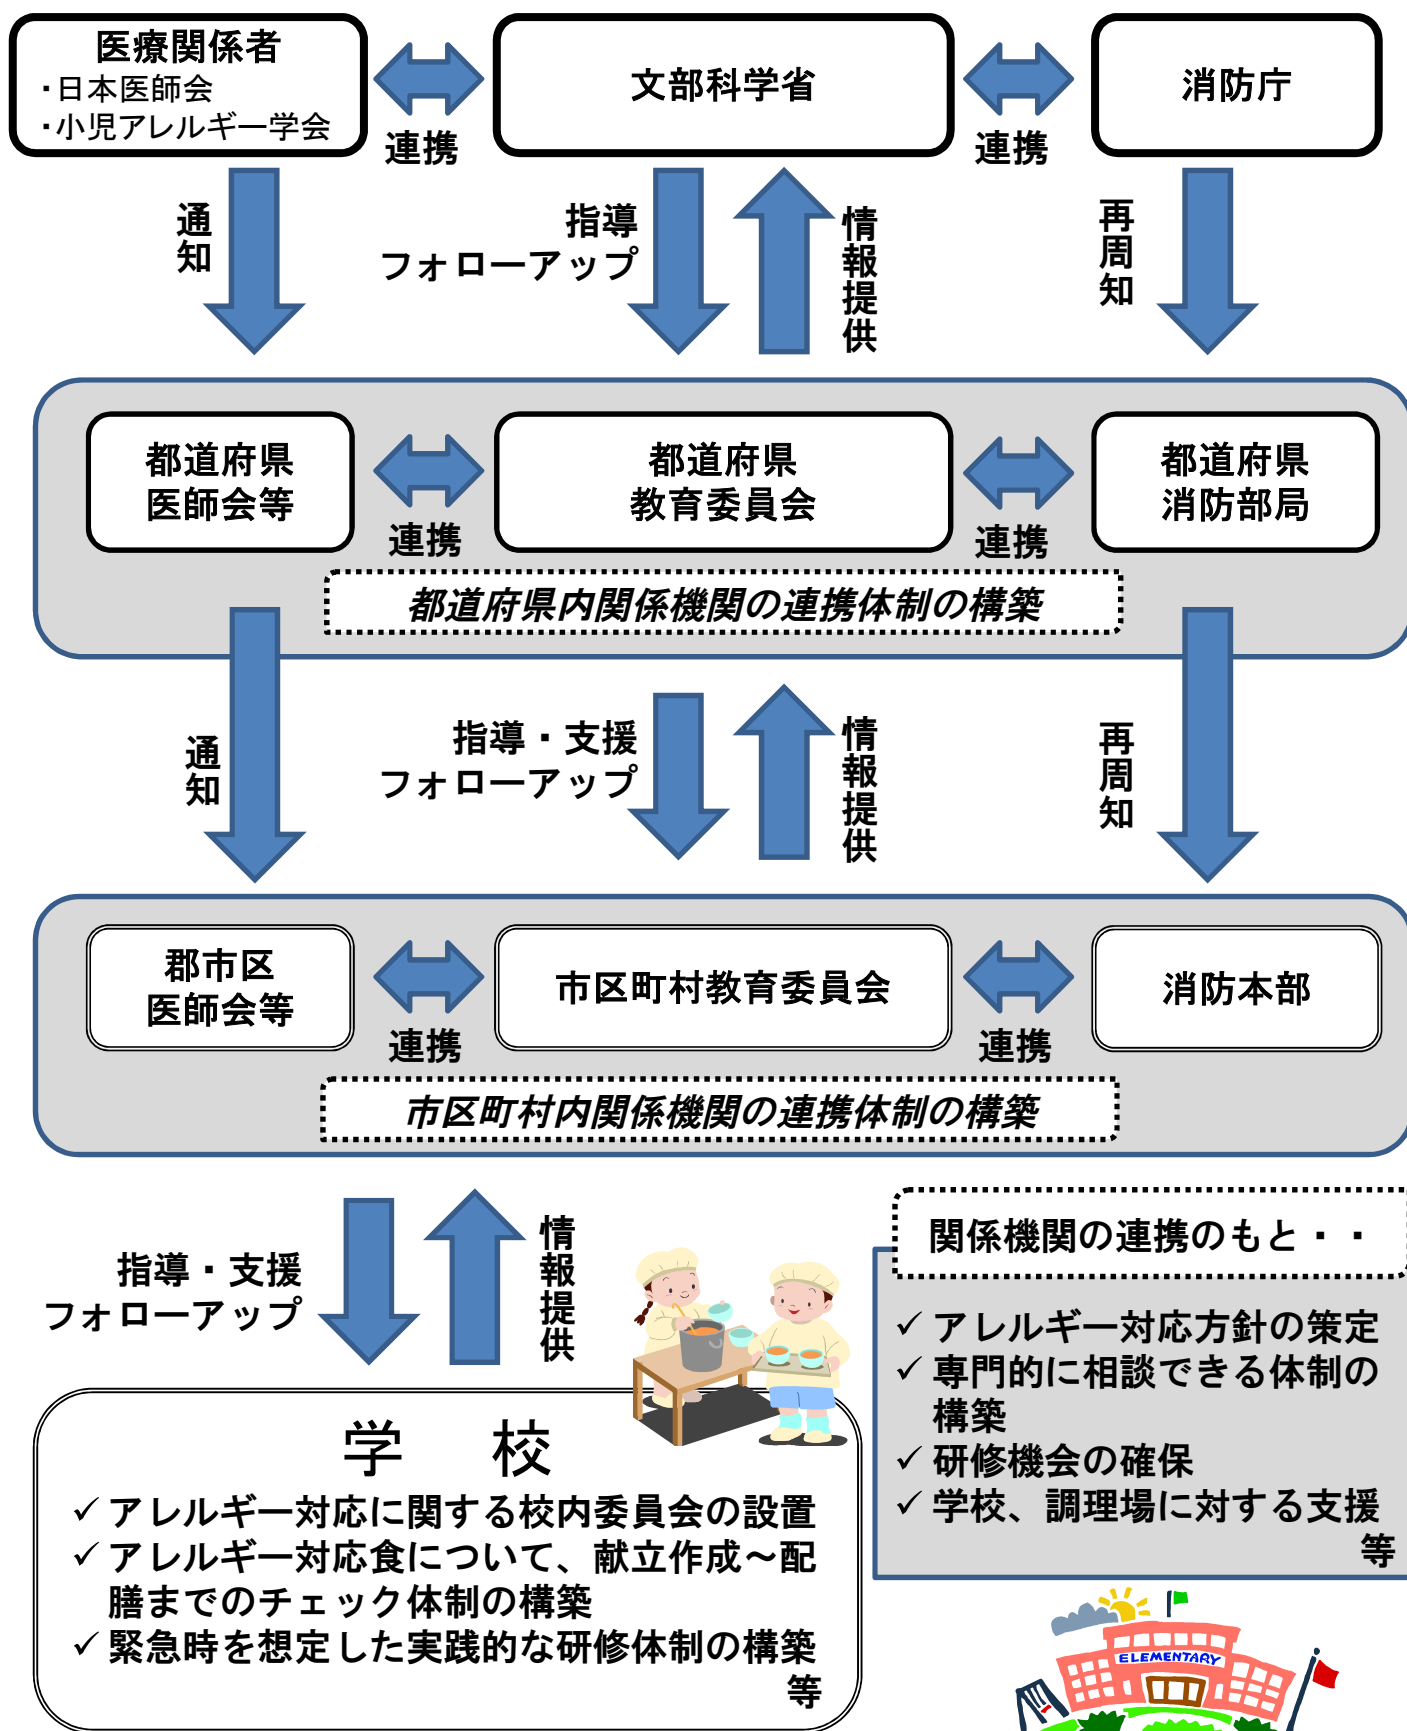 医療関係者
・日本医師会
・小児アレルギー学会
連携
文部科学省
連携
消防庁
通知
指導
フォローアップ
情報提供
再周知
都道府県
医師会等
連携
都道府県
教育委員会
連携
都道府県
消防部局
都道府県内関係機関の連携体制の構築
通知
指導・支援
フォローアップ
情報提供
再周知
郡市区
医師会等
連携
市区町村教育委員会
連携
消防本部
市区町村内関係機関の連携体制の構築
指導・支援
フォローアップ
情報提供
関係機関の連携のもと・・
✓アレルギー対応方針の策定
✓専門的に相談できる体制の
構築
✓研修機会の確保
✓学校、調理場に対する支援
等
学　校
✓アレルギー対応に関する校内委員会の設置
✓アレルギー対応食について、献立作成～配
膳までのチェック体制の構築
✓緊急時を想定した実践的な研修体制の構築
等
ELEMENTARY